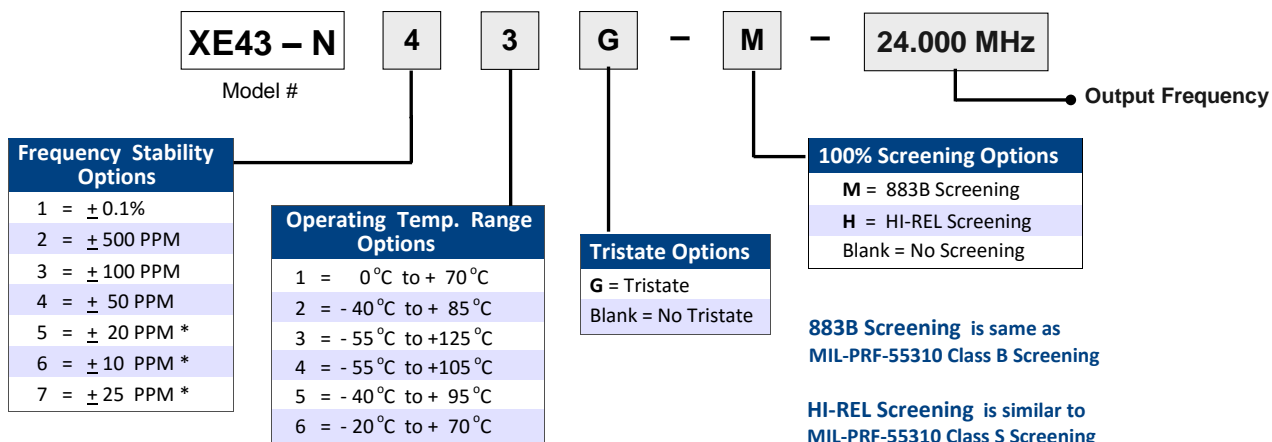 XE43 – N 4 3 G – M – 24.000 MHz
Model #
Output Frequency
Frequency Stability
Options
1 = ± 0.1%
2 = ± 500 PPM
3 = ± 100 PPM
4 = ± 50 PPM
5 = ± 20 PPM *
6 = ± 10 PPM *
7 = ± 25 PPM *
Operating Temp. Range
Options
1 = 0 °C to + 70 °C
2 = - 40 °C to + 85 °C
3 = - 55 °C to +125 °C
4 = - 55 °C to +105 °C
5 = - 40 °C to + 95 °C
6 = - 20 °C to + 70 °C
Tristate Options
G = Tristate
Blank = No Tristate
100% Screening Options
M = 883B Screening
H = HI-REL Screening
Blank = No Screening
883B Screening is same as
MIL-PRF-55310 Class B Screening
HI-REL Screening is similar to
MIL-PRF-55310 Class S Screening